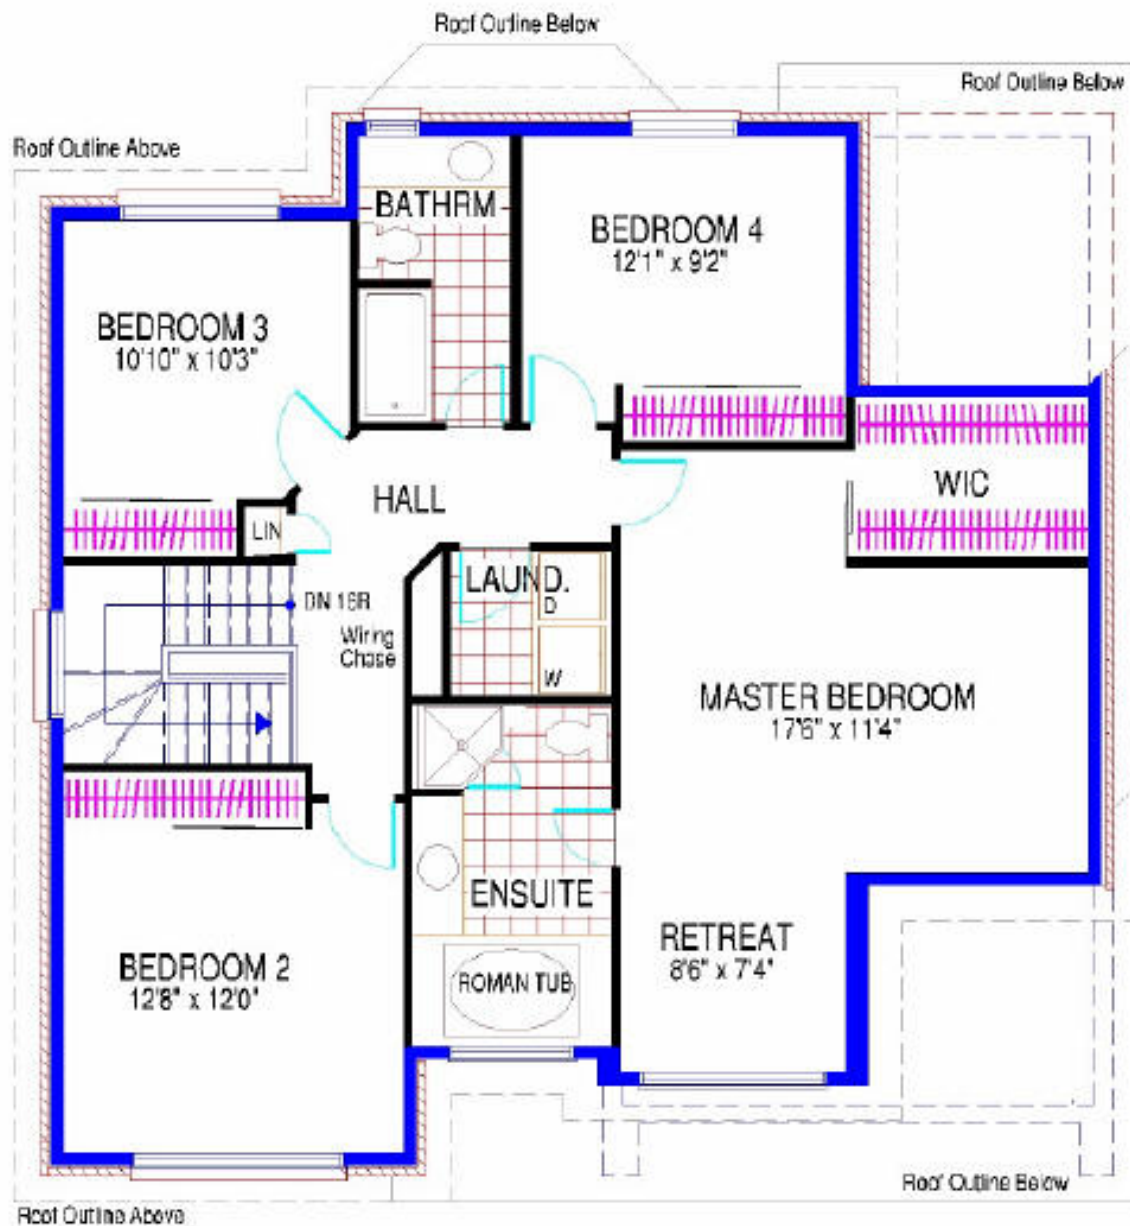 Roof Outline Below
Roof Outline Below
Roof Outline Above
BATHRM
BEDROOM 4
12'1" x 9'2"
BEDROOM 3
10'10" x 10'3"
WIC
HALL
LIN
LAUND.
D
DN 16R
Wiring
Chase
W
MASTER BEDROOM
17'6" x 11'4"
ENSUITE
RETREAT
8'6" x 7'4"
BEDROOM 2
12'8" x 12'0"
ROMAN TUB
Roof Outline Below
Roof Outline Above